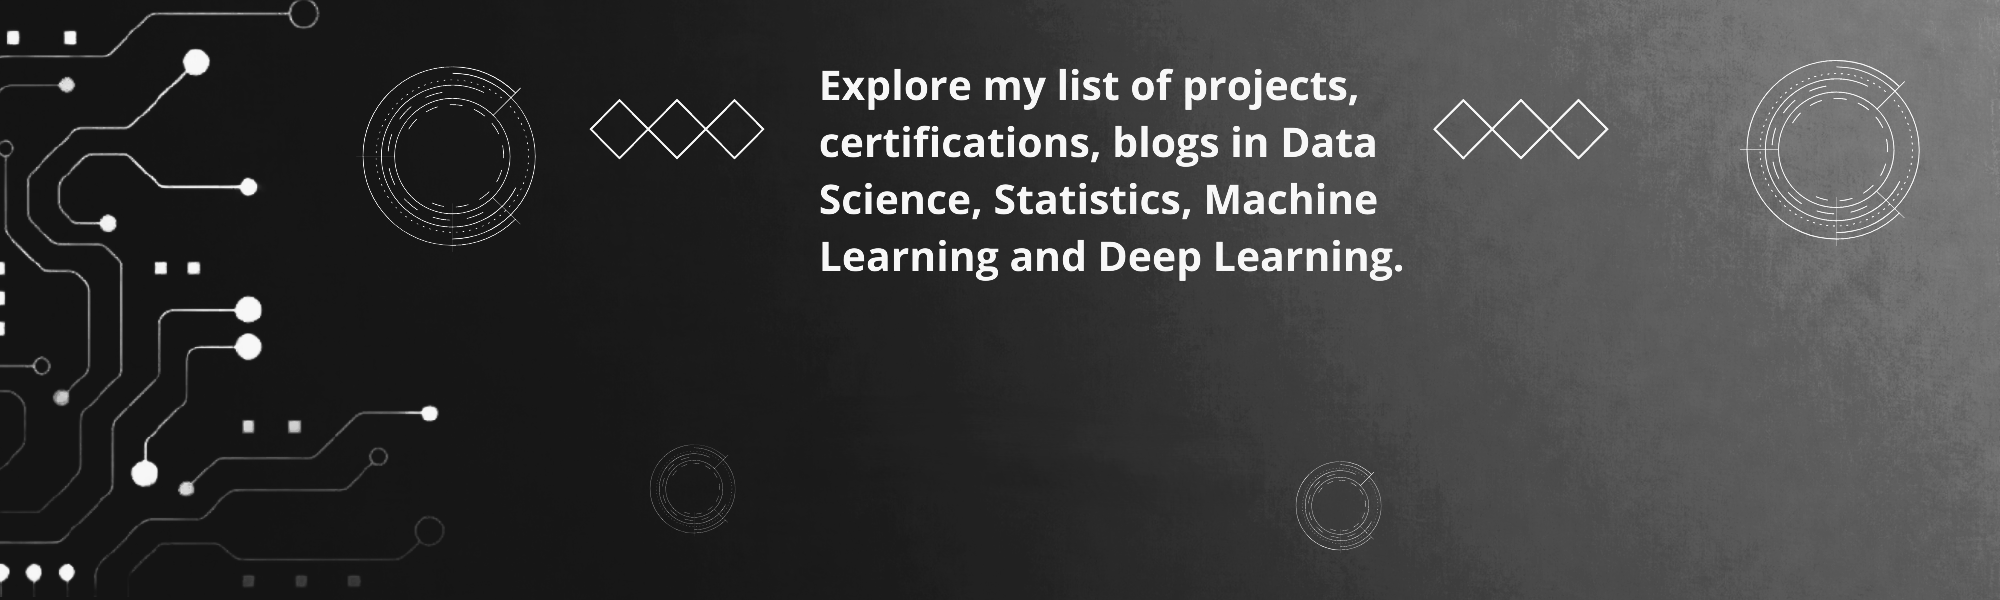 Explore my list of projects,
certifications, blogs in Data
Science, Statistics, Machine
Learning and Deep Learning.